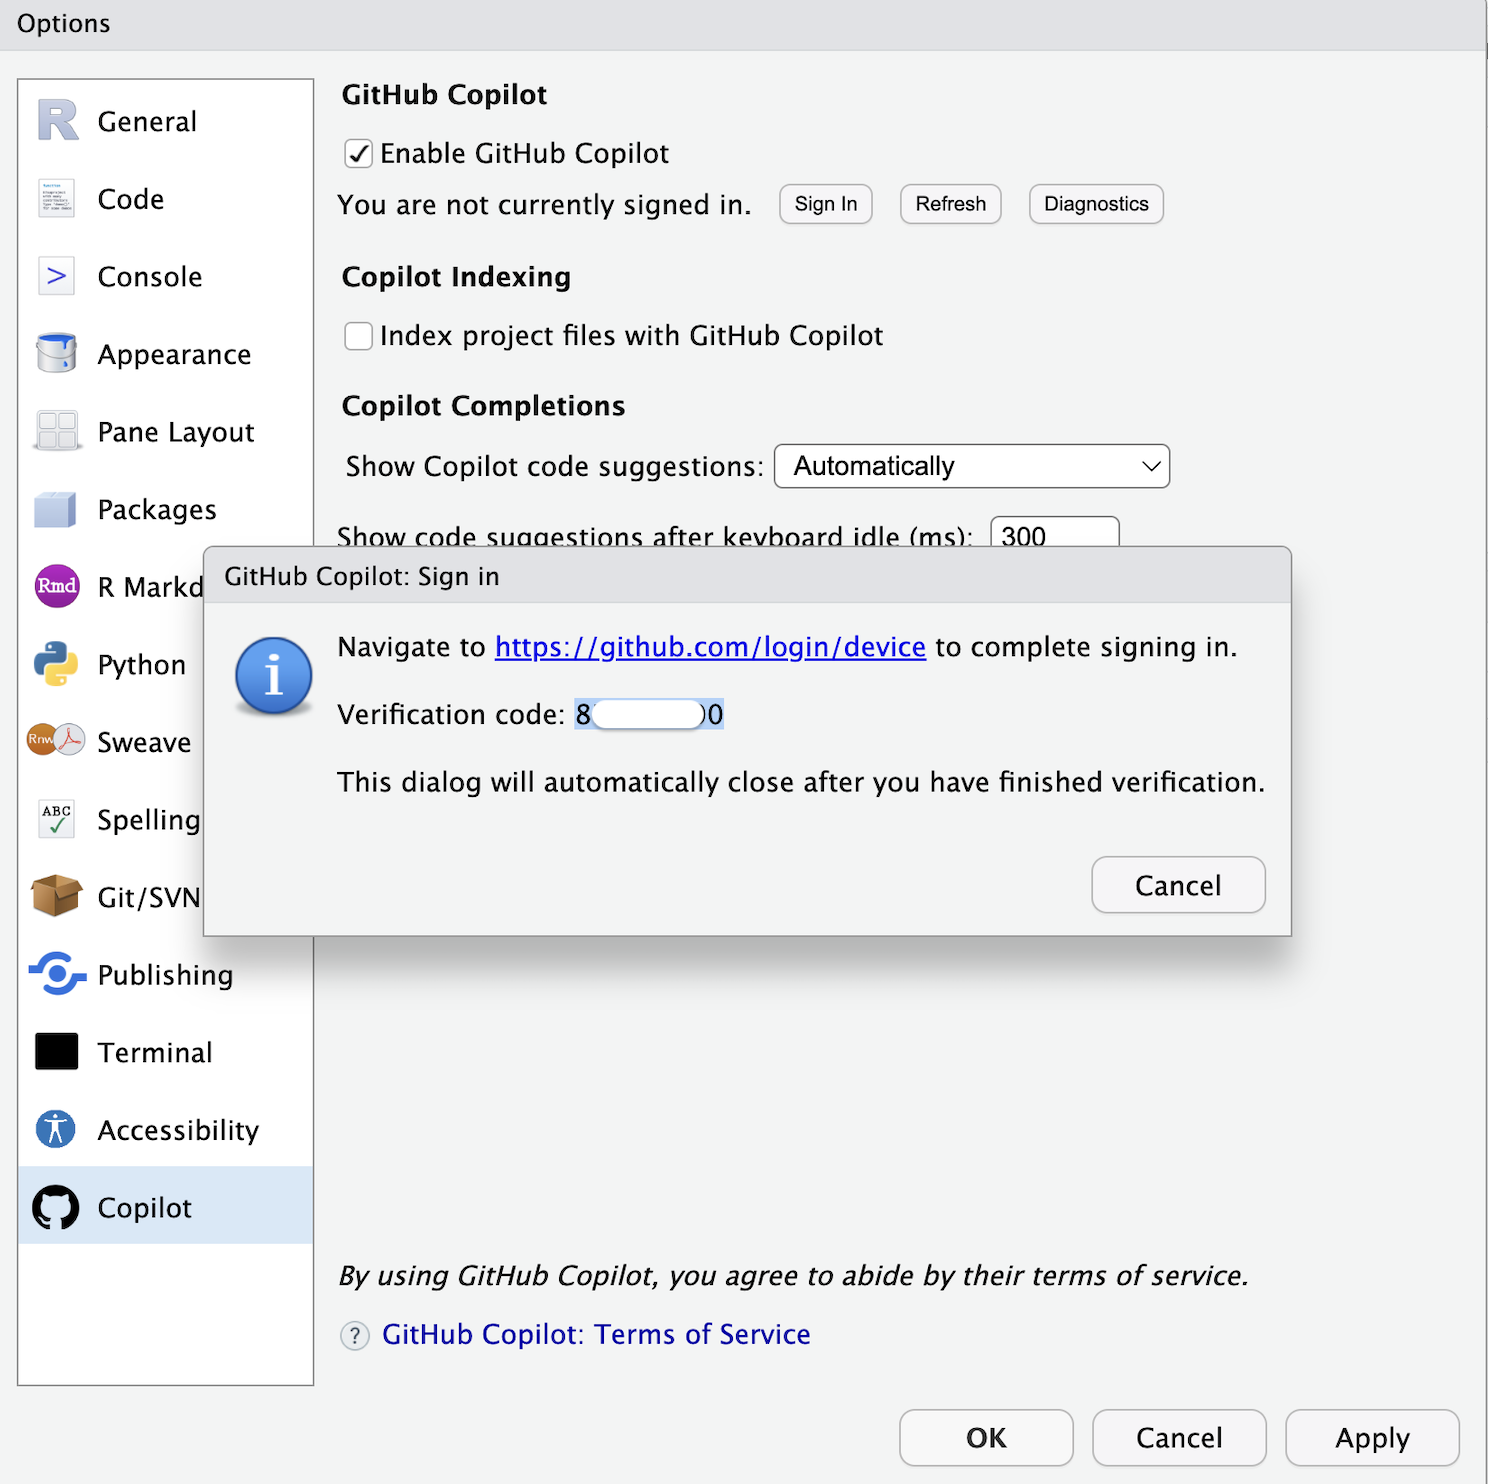 Options
General
Code
Console
Appearance
Pane Layout
Packages
Rmd
R Markd
Python
Rnw
Sweave
ABC
Spelling
Git/SVN
Publishing
Terminal
Accessibility
Copilot
GitHub Copilot
Enable GitHub Copilot
You are not currently signed in. Sign In Refresh Diagnostics
Copilot Indexing
Index project files with GitHub Copilot
Copilot Completions
Show Copilot code suggestions: Automatically
Show code suggestions after keyboard idle (ms): 300
GitHub Copilot: Sign in
Navigate to https://github.com/login/device to complete signing in.
Verification code: 8 0
This dialog will automatically close after you have finished verification.
Cancel
By using GitHub Copilot, you agree to abide by their terms of service.
? GitHub Copilot: Terms of Service
OK Cancel Apply